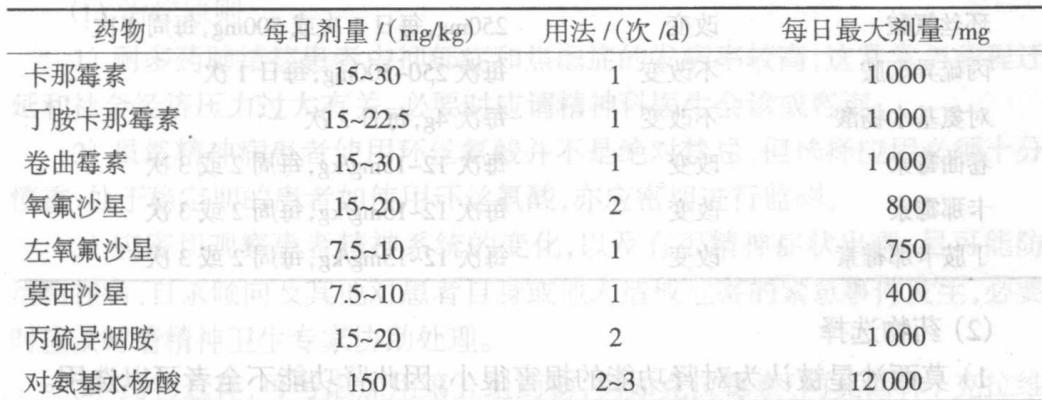 药物 每日剂量/(mg/kg) 用法/(次/d) 每日最大剂量/mg
卡那霉素 15~30 1 1 000
丁胺卡那霉素 15~22.5 1 1 000
卷曲霉素 15~30 1 1 000
氧氟沙星 15~20 2 800
左氧氟沙星 7.5~10 1 750
莫西沙星 7.5~10 1 400
丙硫异烟胺 15~20 2 1 000
对氨基水杨酸 150 2~3 12 000